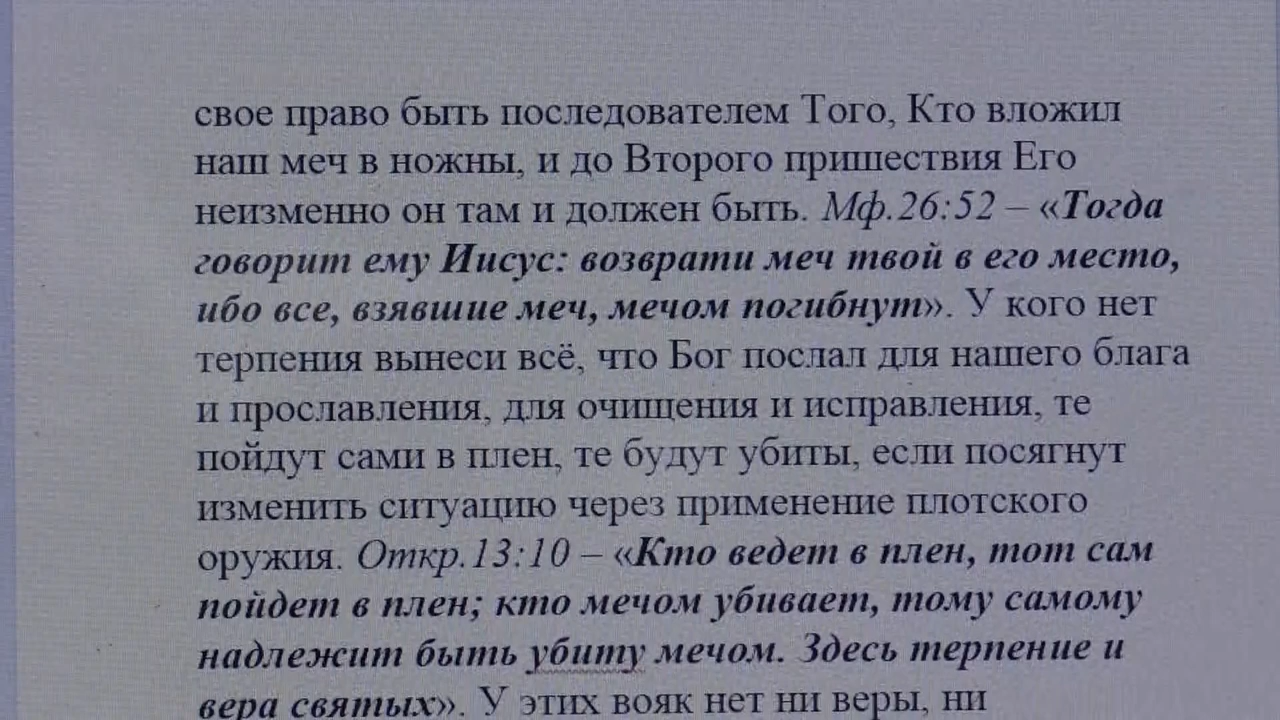 свое право быть последователем Того, Кто вложил
наш меч в ножны, и до Второго пришествия Его
неизменно он там и должен быть. Мф.26:52 – «Тогда
говорит ему Иисус: возврати меч твой в его место,
ибо все, взявшие меч, мечом погибнут». У кого нет
терпения вынеси всё, что Бог послал для нашего блага
и прославления, для очищения и исправления, те
пойдут сами в плен, те будут убиты, если посягнут
изменить ситуацию через применение плотского
оружия. Откр.13:10 – «Кто ведет в плен, тот сам
пойдет в плен; кто мечом убивает, тому самому
надлежит быть убиту мечом. Здесь терпение и
вера святых». У этих вояк нет ни веры, ни